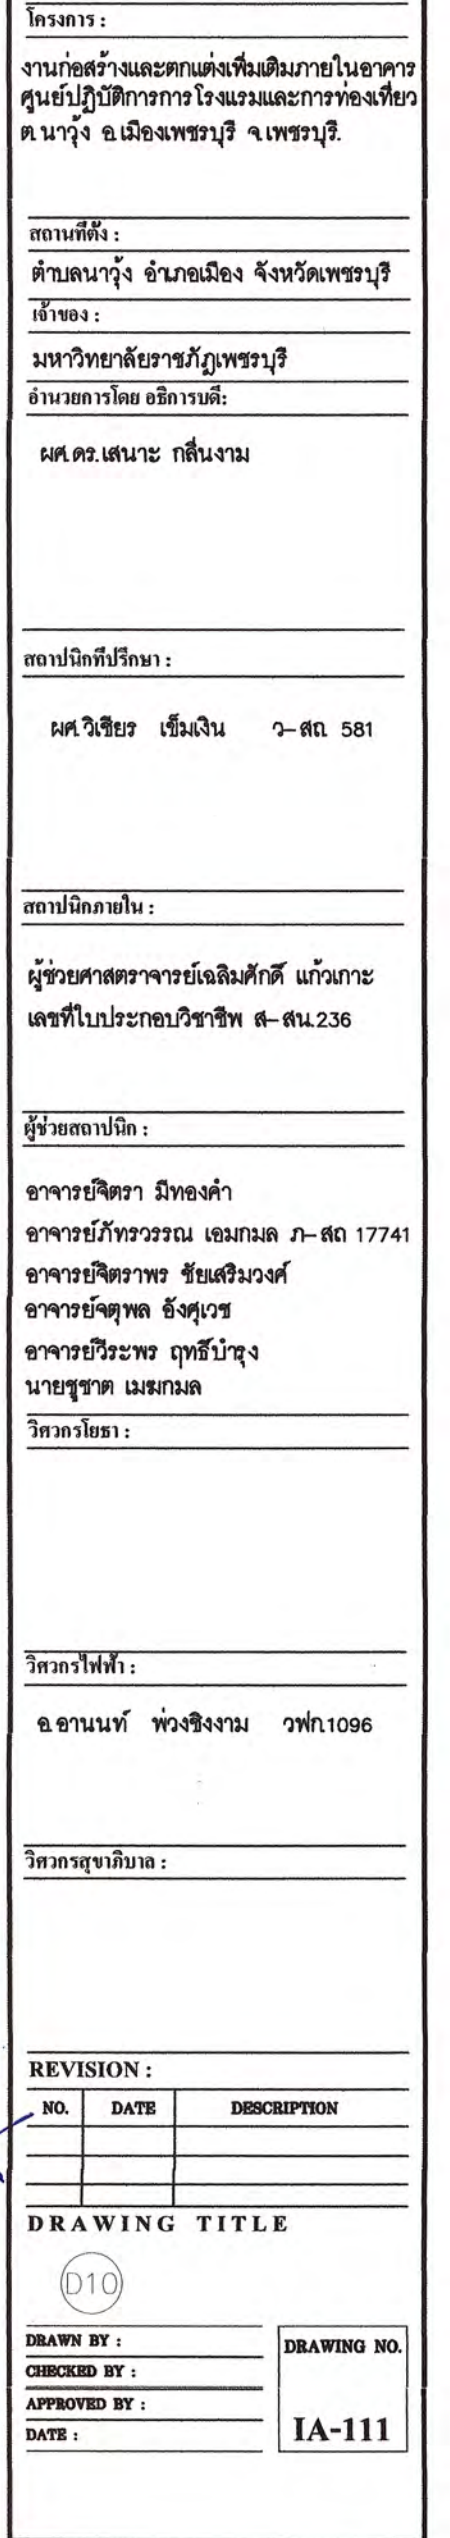 โครงการ :
งานก่อสร้างและตกแต่งเพิ่มเติมภายในอาคาร
ศูนย์ปฏิบัติการการโรงแรมและการท่องเที่ยว
ต.นาวุ้ง อ.เมืองเพชรบุรี จ.เพชรบุรี.
สถานที่ตั้ง :
ตำบลนาวุ้ง อำเภอเมือง จังหวัดเพชรบุรี
เจ้าของ :
มหาวิทยาลัยราชภัฏเพชรบุรี
อำนวยการโดย อธิการบดี:
ผศ.ดร.เสนาะ กลิ่นงาม
สถาปนิกที่ปรึกษา :
ผศ.วิเชียร เข็มเงิน ว-สถ. 581
สถาปนิกภายใน :
ผู้ช่วยศาสตราจารย์เฉลิมศักดิ์ แก้วเกาะ
เลขที่ใบประกอบวิชาชีพ ส-สน.236
ผู้ช่วยสถาปนิก :
อาจารย์จิตรา มีทองคำ
อาจารย์ภัทรวรรณ เอมกมล ภ-สถ 17741
อาจารย์จิตราพร ชัยเสริมวงศ์
อาจารย์จตุพล อังศุเวช
อาจารย์วีระพร ฤทธิ์บำรุง
นายชูชาต เมฆกมล
วิศวกรโยธา :
วิศวกรไฟฟ้า :
อ.อานนท์ พ่วงชิงงาม วฟก.1096
วิศวกรสุขาภิบาล :
REVISION :
NO. DATE DESCRIPTION
DRAWING TITLE
D10
DRAWN BY :
DRAWING NO.
CHECKED BY :
APPROVED BY :
IA-111
DATE :